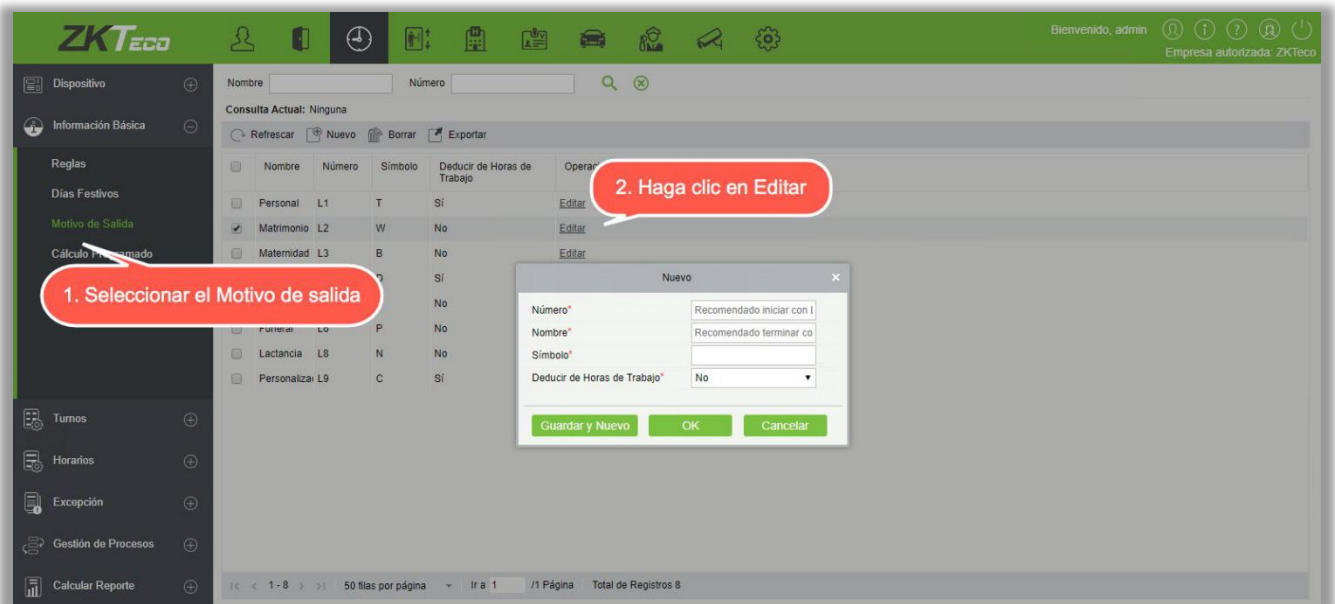 ZKTeco
Bienvenido, admin
Empresa autorizada: ZKTeco
Dispositivo
Información Básica
Reglas
Días Festivos
Motivo de Salida
1. Seleccionar el Motivo de salida
Turnos
Horarios
Excepción
Gestión de Procesos
Calcular Reporte
Nombre
Número
Consulta Actual: Ninguna
Refrescar Nuevo Borrar Exportar
Nombre Número Símbolo Deducir de Horas de
Trabajo
2. Haga clic en Editar
Personal L1 T Sí Editar
Matrimonio L2 W No Editar
Maternidad L3 B No Editar
Sí
No
Funeral L6 P No
Lactancia L8 N No
L9 C Sí
Nuevo
Número*
Recomendado iniciar con
Nombre*
Recomendado terminar
Símbolo*
Deducir de Horas de Trabajo* No
Guardar y Nuevo OK Cancelar
1 - 8 50 filas por página Ir a 1 /1 Página Total de Registros 8